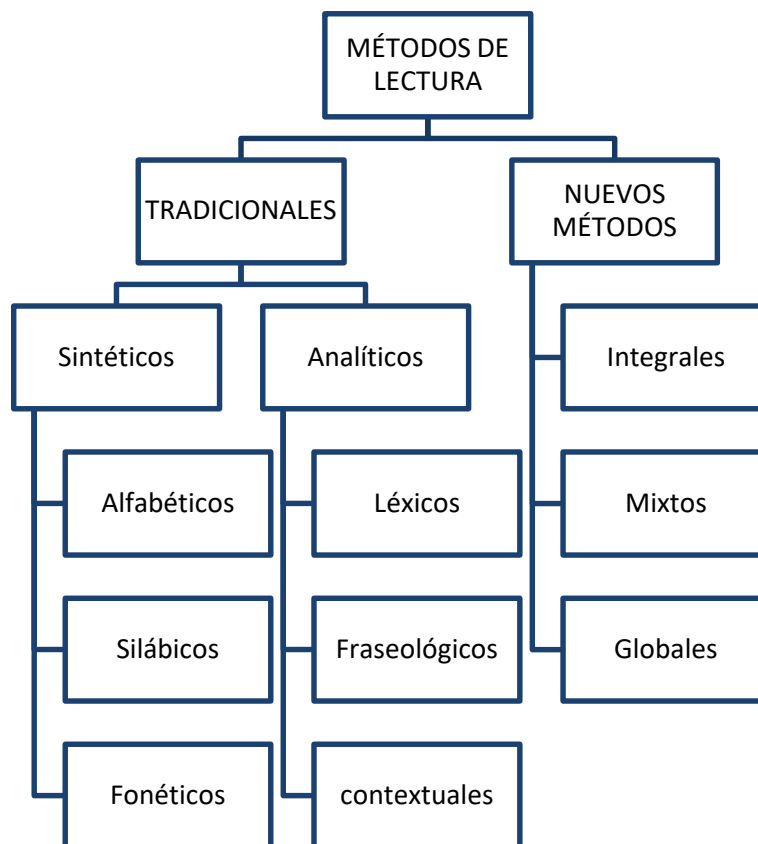 MÉTODOS DE
LECTURA
TRADICIONALES
NUEVOS
MÉTODOS
Sintéticos
Analíticos
Integrales
Alfabéticos
Léxicos
Mixtos
Silábicos
Fraseológicos
Globales
Fonéticos
contextuales